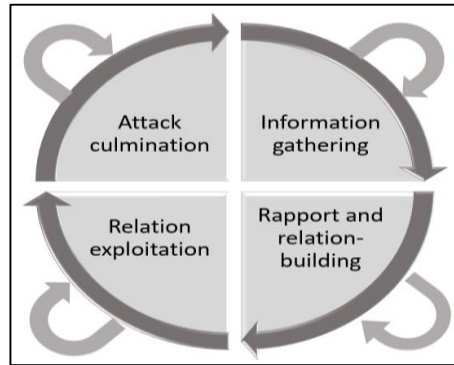 Attack
culmination
Information
gathering
Relation
exploitation
Rapport and
relation-
building